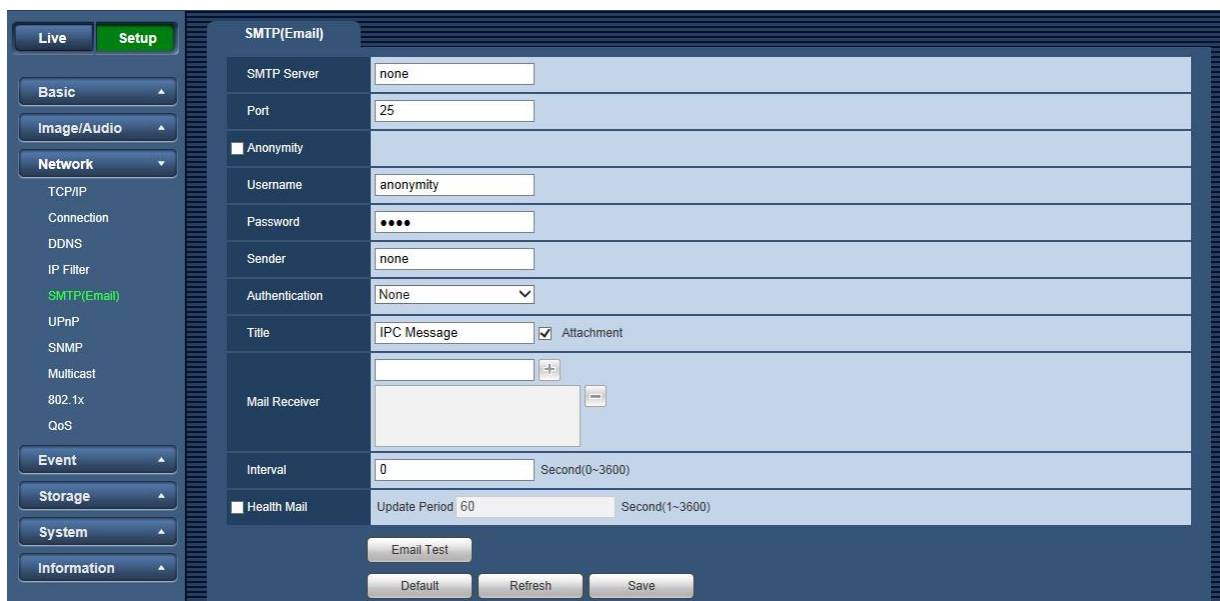 Live Setup
Basic
Image/Audio
Network
TCP/IP
Connection
DDNS
IP Filter
SMTP(Email)
UPnP
SNMP
Multicast
802.1x
QoS
Event
Storage
System
Information
SMTP(Email)
SMTP Server none
Port 25
Anonymity
Username anonymity
Password ••••
Sender none
Authentication None
Title IPC Message Attachment
+
Mail Receiver
Interval 0 Second(0~3600)
Health Mail Update Period 60 Second(1~3600)
Email Test
Default Refresh Save